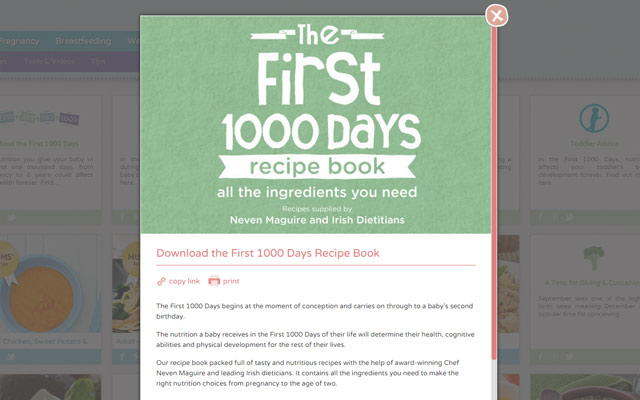 Pregnancy Breastfeeding We
Tools & Videos Tips
The
First
1000 Days
recipe book
all the ingredients you need
Recipes supplied by
Neven Maguire and Irish Dietitians
Download the First 1000 Days Recipe Book
copy link print
The First 1000 Days begins at the moment of conception and carries on through to a baby's second
birthday.
The nutrition a baby receives in the First 1000 Days of their life will determine their health, cognitive
abilities and physical development for the rest of their lives.
Our recipe book packed full of tasty and nutritious recipes with the help of award-winning Chef
Neven Maguire and leading Irish dieticians. It contains all the ingredients you need to make the
right nutrition choices from pregnancy to the age of two.
out the First 1000 Days
Toddler Advice
In the First 1000 Days, nutri
affects your toddler's b
development forever. Find out m
here.
A Time for Giving & Conceiving
September sees one of the high
birth rates meaning December
popular time for conceiving.
Chicken, Sweet Potato &